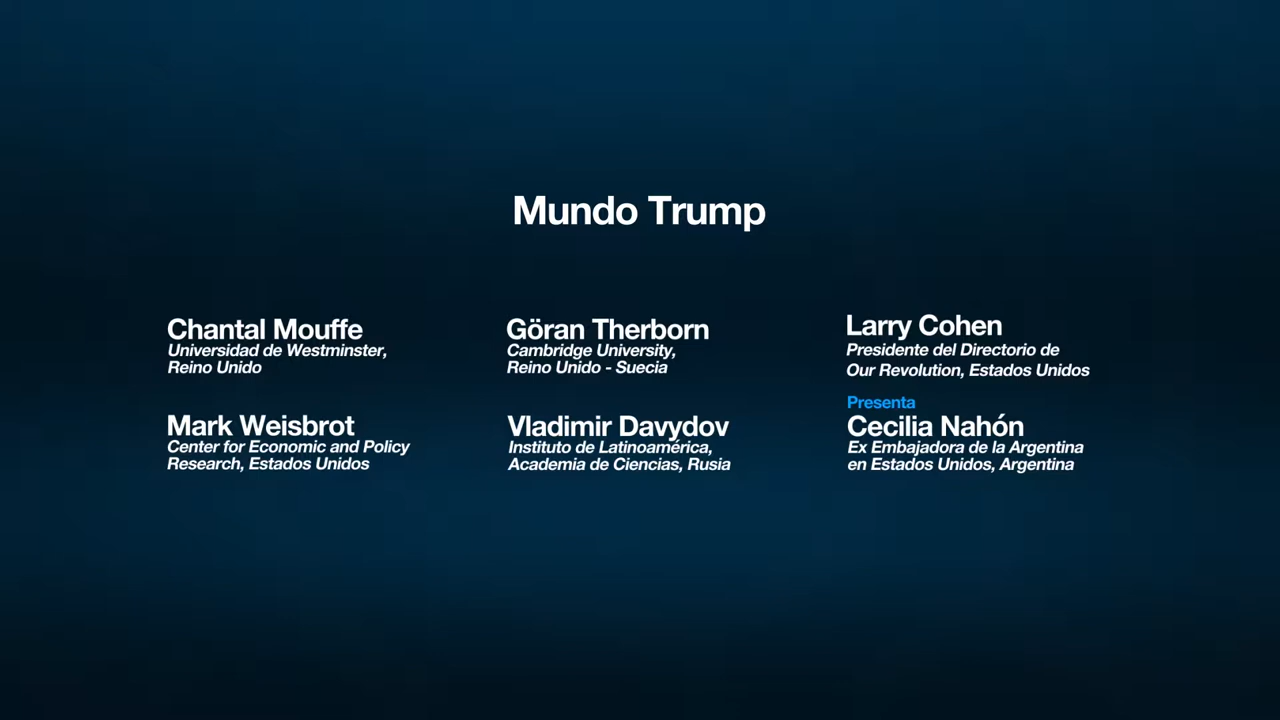 Mundo Trump
Chantal Mouffe
Universidad de Westminster,
Reino Unido
Göran Therborn
Cambridge University,
Reino Unido - Suecia
Larry Cohen
Presidente del Directorio de
Our Revolution, Estados Unidos
Mark Weisbrot
Center for Economic and Policy
Research, Estados Unidos
Vladimir Davydov
Instituto de Latinoamérica,
Academia de Ciencias, Rusia
Presenta
Cecilia Nahón
Ex Embajadora de la Argentina
en Estados Unidos, Argentina